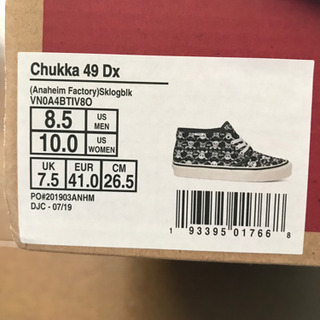 Chukka 49 Dx
(Anaheim Factory)Sklogblk
VN0A4BTIV8O
8.5 US MEN
10.0 US WOMEN
UK EUR CM
7.5 41.0 26.5
PO#201903ANHM
DJC - 07/19
1 93395 01766 8